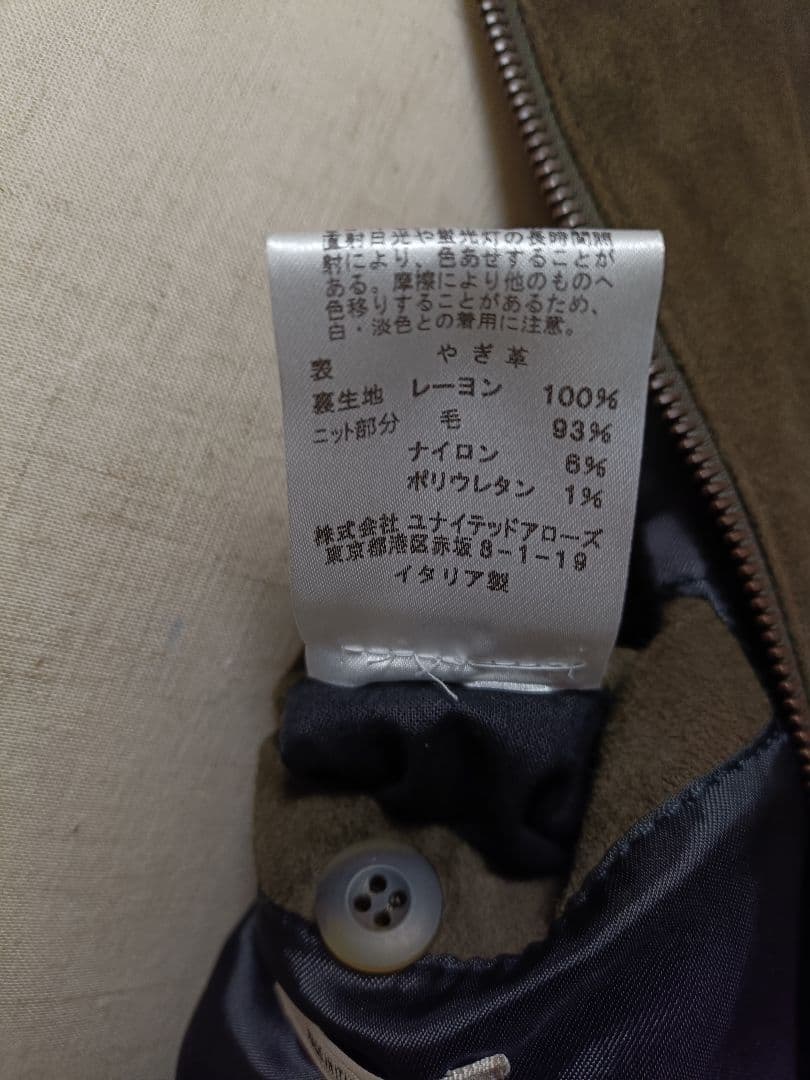 直射日光や蛍光灯の長時間照
射により、色あせすることが
ある。摩擦により他のものへ
色移りすることがあるため、
白・淡色との着用に注意。
表 やぎ革
裏生地 レーヨン 100%
ニット部分 毛 93%
ナイロン 6%
ポリウレタン 1%
株式会社 ユナイテッドアローズ
東京都港区赤坂 8-1-19
イタリア製